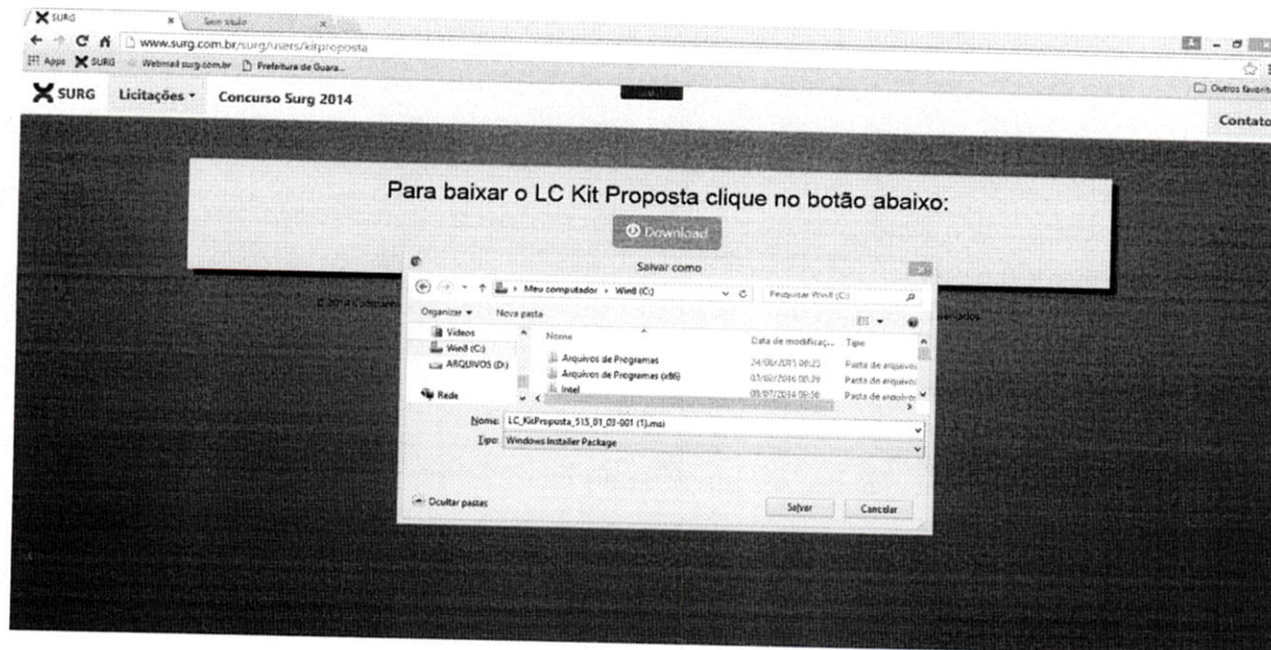 SURG
Sem título
www.surg.com.br/surg/users/kitproposta
Apps SURG Webmail surg.com.br Prefeitura de Guara...
Outros favorit
SURG Licitações Concurso Surg 2014
Contato
Para baixar o LC Kit Proposta clique no botão abaixo:
Download
Salvar como
Meu computador Win8 (C:)
Pesquisar Win8 (C:)
Organizar Nova pasta
Vídeos
Win8 (C:)
ARQUIVOS (D:)
Rede
Nome Data de modificaç... Tipo
Arquivos de Programas Pasta de arquivos
Arquivos de Programas (x86) Pasta de arquivos
Intel Pasta de arquivos
Nome: LC_KitProposta_515_01_03-001 (1).msi
Tipo: Windows Installer Package
Ocultar pastas
Salvar Cancelar